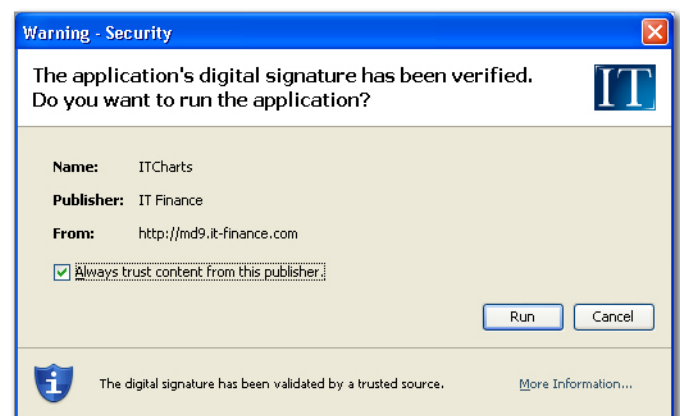 Warning - Security
The application's digital signature has been verified.
Do you want to run the application?
IT
Name: ITCharts
Publisher: IT Finance
From: http://md9.it-finance.com
Always trust content from this publisher.
Run Cancel
The digital signature has been validated by a trusted source. More Information...